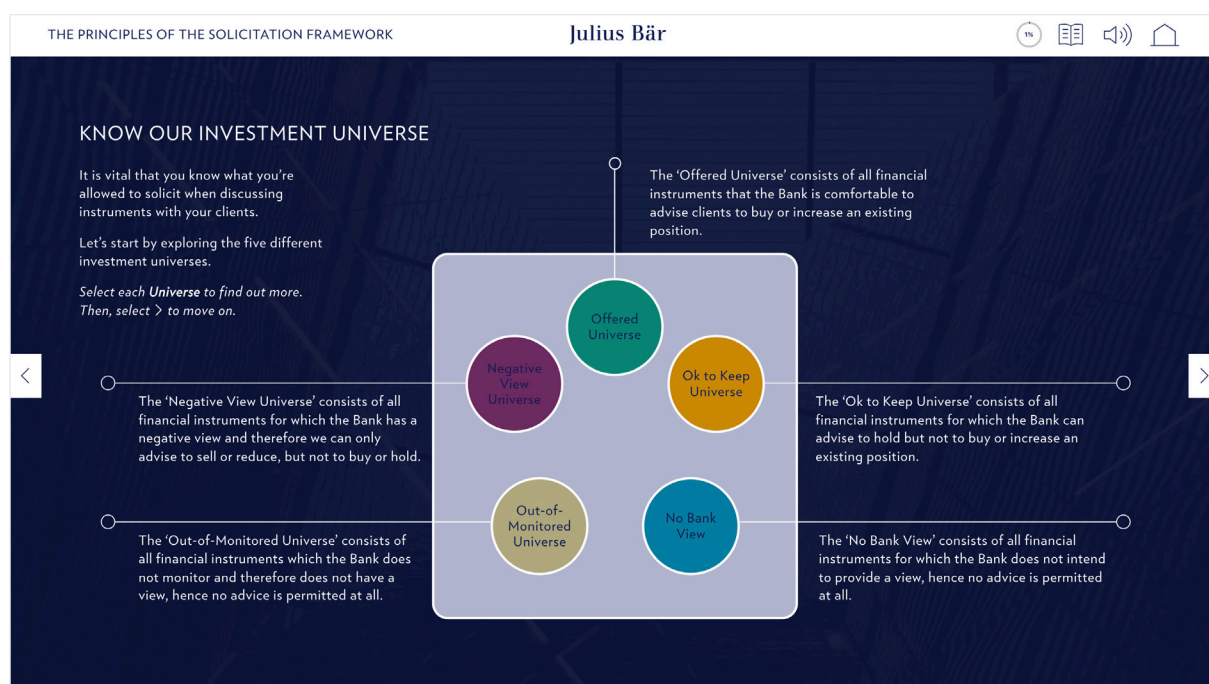 THE PRINCIPLES OF THE SOLICITATION FRAMEWORK
Julius Bär
1%
KNOW OUR INVESTMENT UNIVERSE
It is vital that you know what you're
allowed to solicit when discussing
instruments with your clients.
Let's start by exploring the five different
investment universes.
Select each Universe to find out more.
Then, select > to move on.
The 'Offered Universe' consists of all financial
instruments that the Bank is comfortable to
advise clients to buy or increase an existing
position.
Offered
Universe
Negative
View
Universe
Ok to Keep
Universe
The 'Negative View Universe' consists of all
financial instruments for which the Bank has a
negative view and therefore we can only
advise to sell or reduce, but not to buy or hold.
The 'Ok to Keep Universe' consists of all
financial instruments for which the Bank can
advise to hold but not to buy or increase an
existing position.
Out-of-
Monitored
Universe
No Bank
View
The 'Out-of-Monitored Universe' consists of
all financial instruments which the Bank does
not monitor and therefore does not have a
view, hence no advice is permitted at all.
The 'No Bank View' consists of all financial
instruments for which the Bank does not intend
to provide a view, hence no advice is permitted
at all.